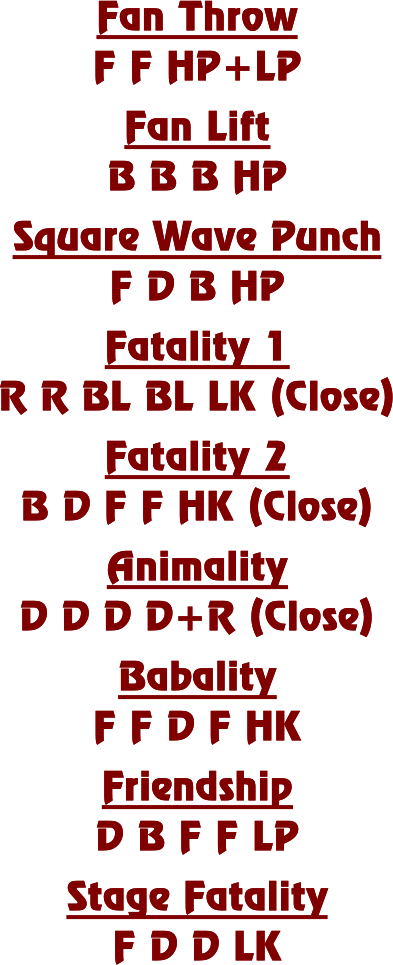 Fan Throw
F F HP+LP
Fan Lift
B B B HP
Square Wave Punch
F D B HP
Fatality 1
R R BL BL LK (Close)
Fatality 2
B D F F HK (Close)
Animality
D D D D+R (Close)
Babality
F F D F HK
Friendship
D B F F LP
Stage Fatality
F D D LK